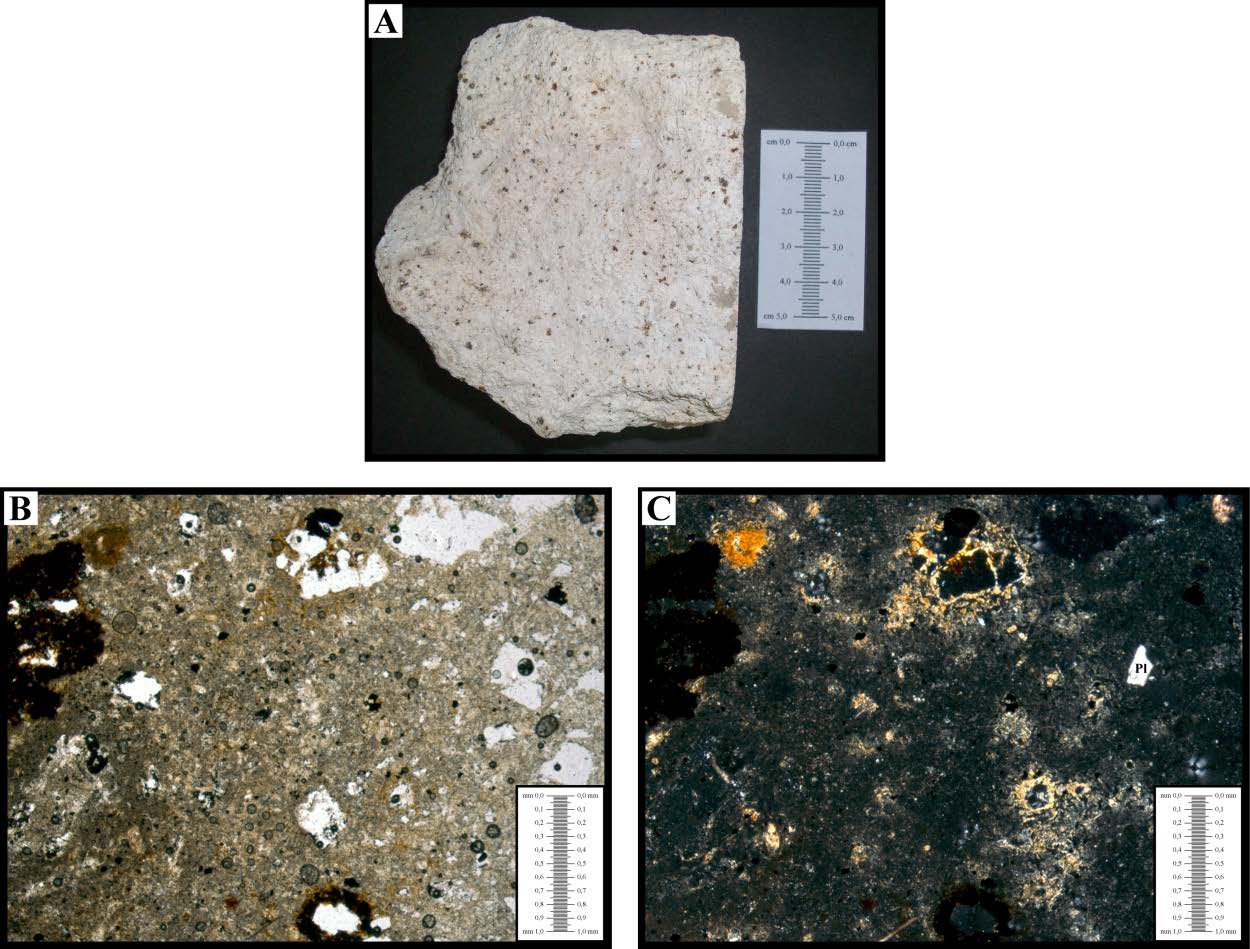 A
cm 0,0 0,0 cm
1,0 1,0
2,0 2,0
3,0 3,0
4,0 4,0
cm 5,0 5,0 cm
B
mm 0,0 0,0 mm
0,1 0,1
0,2 0,2
0,3 0,3
0,4 0,4
0,5 0,5
0,6 0,6
0,7 0,7
0,8 0,8
0,9 0,9
mm 1,0 1,0 mm
C
Pl
mm 0,0 0,0 mm
0,1 0,1
0,2 0,2
0,3 0,3
0,4 0,4
0,5 0,5
0,6 0,6
0,7 0,7
0,8 0,8
0,9 0,9
mm 1,0 1,0 mm